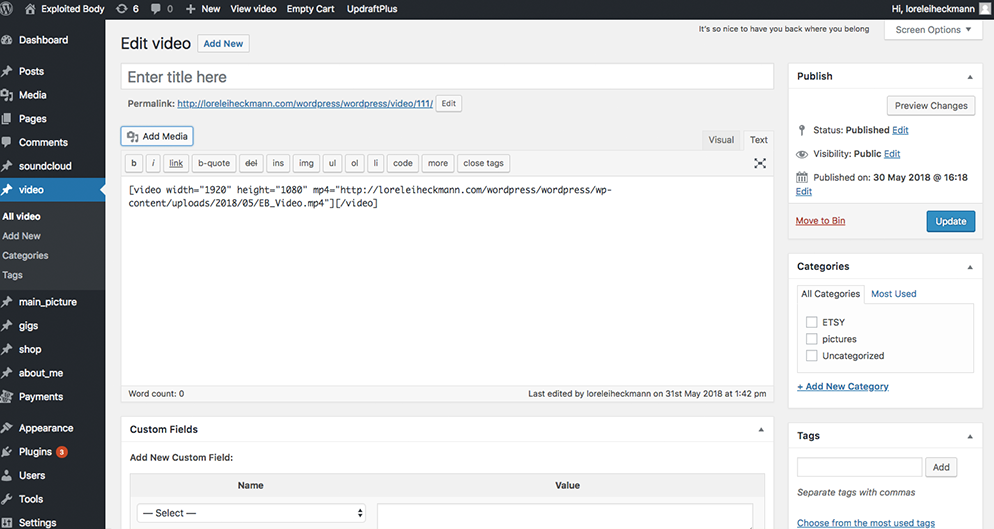 Exploited Body 6 0 + New View video Empty Cart UpdraftPlus Hi, loreleiheckmann
Dashboard
Posts
Media
Pages
Comments
soundcloud
video
All video
Add New
Categories
Tags
main_picture
gigs
shop
about_me
Payments
Appearance
Plugins 3
Users
Tools
Settings
It's so nice to have you back where you belong
Screen Options ▼
Edit video Add New
Enter title here
Permalink: http://loreleiheckmann.com/wordpress/wordpress/video/111/ Edit
Add Media
Visual Text
b i link b-quote del ins img ul ol li code more close tags
[video width="1920" height="1080" mp4="http://loreleiheckmann.com/wordpress/wordpress/wp-
content/uploads/2018/05/EB_Video.mp4"][/video]
Word count: 0 Last edited by loreleiheckmann on 31st May 2018 at 1:42 pm
Custom Fields
Add New Custom Field:
Name Value
— Select —
Publish
Preview Changes
Status: Published Edit
Visibility: Public Edit
Published on: 30 May 2018 @ 16:18
Edit
Move to Bin Update
Categories
All Categories Most Used
ETSY
pictures
Uncategorized
+ Add New Category
Tags
Add
Separate tags with commas
Choose from the most used tags